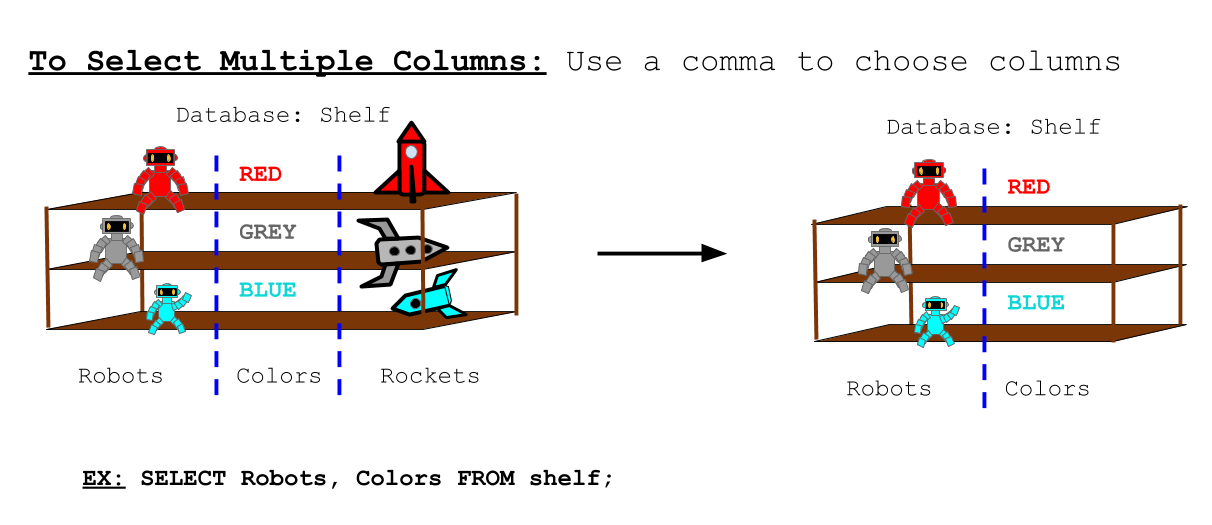 To Select Multiple Columns: Use a comma to choose columns
Database: Shelf
RED
GREY
BLUE
Robots Colors Rockets
Database: Shelf
RED
GREY
BLUE
Robots Colors
EX: SELECT Robots, Colors FROM shelf;